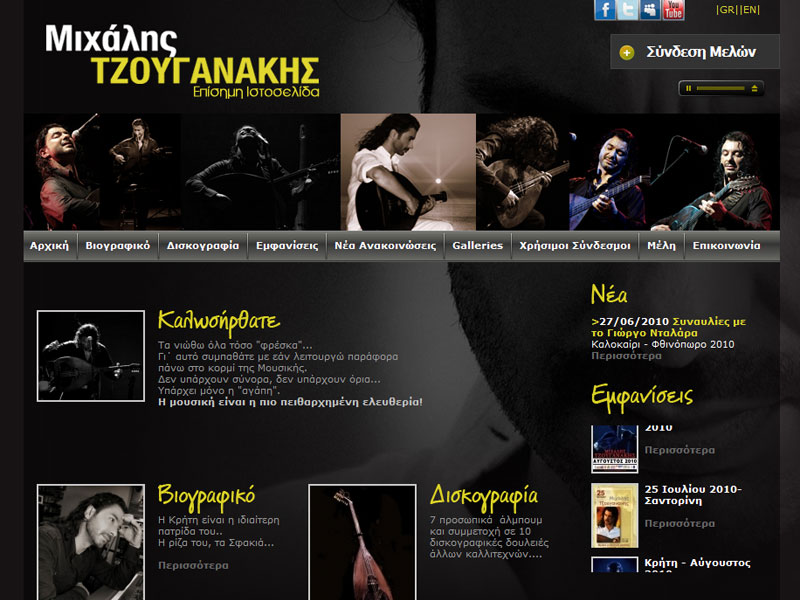 |GR||EN|
Μιχάλης
ΤΖΟΥΓΑΝΑΚΗΣ
Επίσημη Ιστοσελίδα
You Tube
Σύνδεση Μελών
Αρχική Βιογραφικό Δισκογραφία Εμφανίσεις Νέα Ανακοινώσεις Galleries Χρήσιμοι Σύνδεσμοι Μέλη Επικοινωνία
Καλωσήρθατε
Τα νιώθω όλα τόσο "φρέσκα"...
Γι΄ αυτό συμπαθάτε με εάν λειτουργώ παράφορα
πάνω στο κορμί της Μουσικής.
Δεν υπάρχουν σύνορα, δεν υπάρχουν όρια...
Υπάρχει μόνο η "αγάπη".
Η μουσική είναι η πιο πειθαρχημένη ελευθερία!
Νέα
>27/06/2010 Συναυλίες με
το Γιώργο Νταλάρα
Καλοκαίρι - Φθινόπωρο 2010
Περισσότερα
Εμφανίσεις
2010
Περισσότερα
ΤΖΟΥΓΑΝΑΚΗΣ
ΑΥΓΟΥΣΤΟΣ 2010
25 Ιουλίου 2010-
Σαντορίνη
Περισσότερα
Κρήτη - Αύγουστος
2010
Βιογραφικό
Η Κρήτη είναι η ιδιαίτερη
πατρίδα του..
Η ρίζα του, τα Σφακιά...
Περισσότερα
Δισκογραφία
7 προσωπικά άλμπουμ
και συμμετοχή σε 10
δισκογραφικές δουλειές
άλλων καλλιτεχνών....